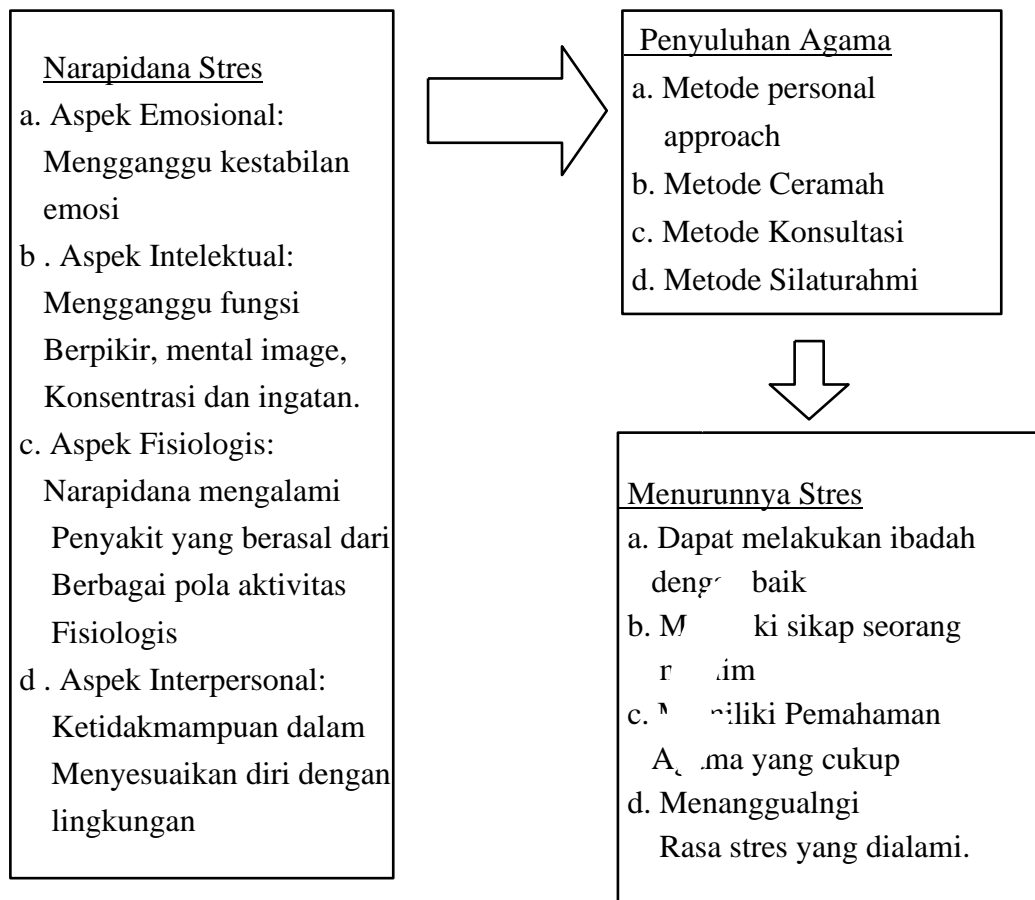 Narapidana Stres
a. Aspek Emosional:
Mengganggu kestabilan
emosi
b . Aspek Intelektual:
Mengganggu fungsi
Berpikir, mental image,
Konsentrasi dan ingatan.
c. Aspek Fisiologis:
Narapidana mengalami
Penyakit yang berasal dari
Berbagai pola aktivitas
Fisiologis
d . Aspek Interpersonal:
Ketidakmampuan dalam
Menyesuaikan diri dengan
lingkungan
Penyuluhan Agama
a. Metode personal
approach
b. Metode Ceramah
c. Metode Konsultasi
d. Metode Silaturahmi
Menurunnya Stres
a. Dapat melakukan ibadah
baik
b. sikap seorang
c. Pemahaman
yang cukup
d. Menanggualngi
Rasa stres yang dialami.